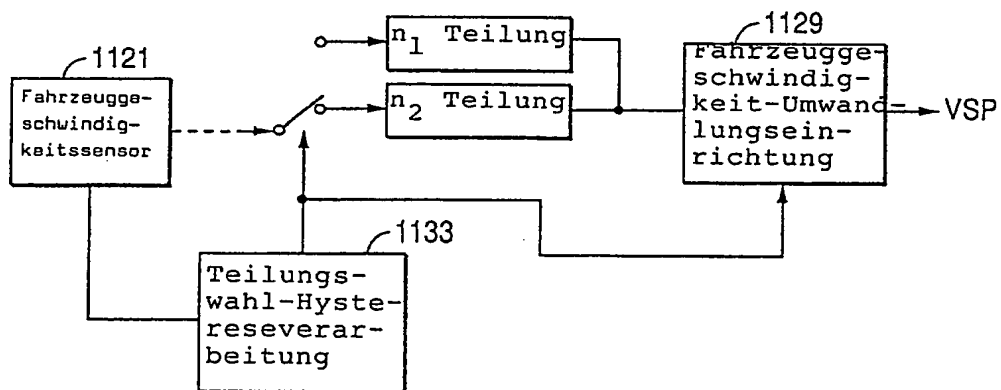 1121
Fahrzeugge-
schwindig-
keitssensor
n1 Teilung
n2 Teilung
1129
Fahrzeugge-
schwindig-
keit-Umwand-
lungsein-
richtung
VSP
1133
Teilungs-
wahl-Hyste-
reseverar-
beitung